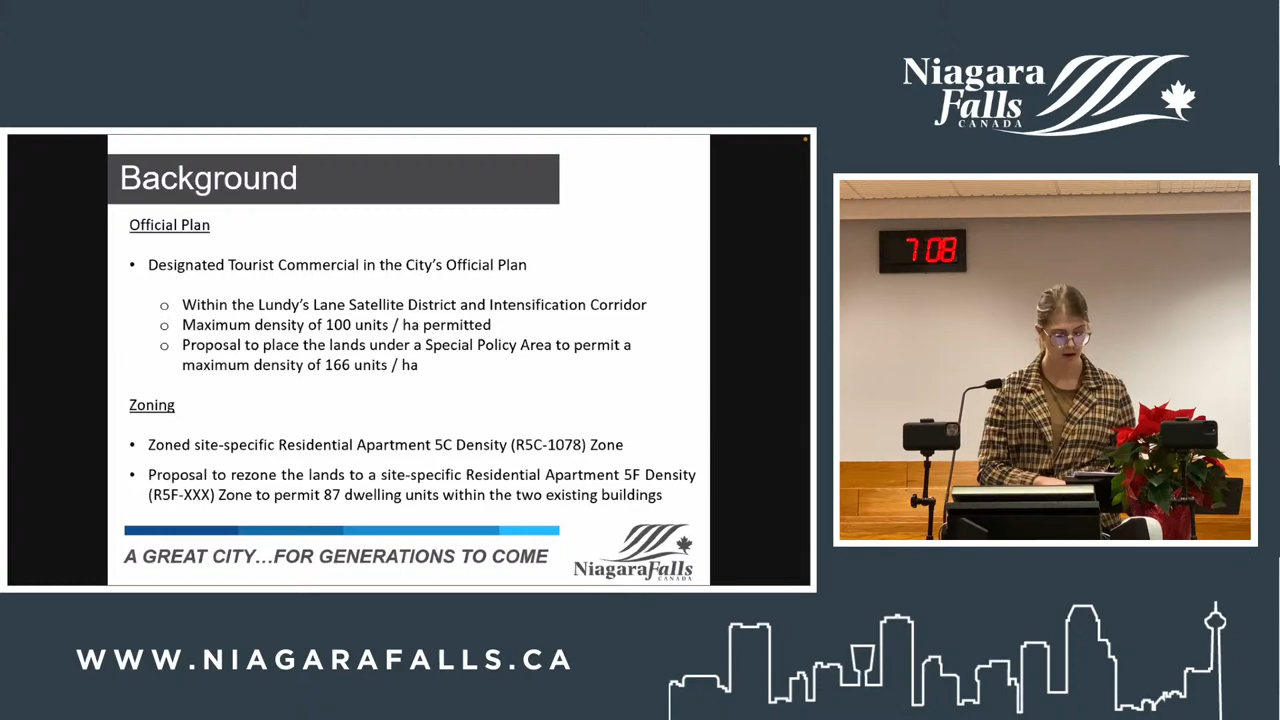 Niagara
Falls
CANADA
Background
Official Plan
• Designated Tourist Commercial in the City's Official Plan
o Within the Lundy's Lane Satellite District and Intensification Corridor
o Maximum density of 100 units / ha permitted
o Proposal to place the lands under a Special Policy Area to permit a
maximum density of 166 units / ha
Zoning
• Zoned site-specific Residential Apartment 5C Density (R5C-1078) Zone
• Proposal to rezone the lands to a site-specific Residential Apartment 5F Density
(R5F-XXX) Zone to permit 87 dwelling units within the two existing buildings
A GREAT CITY...FOR GENERATIONS TO COME
NiagaraFalls
CANADA
7 08
WWW.NIAGARAFALLS.CA